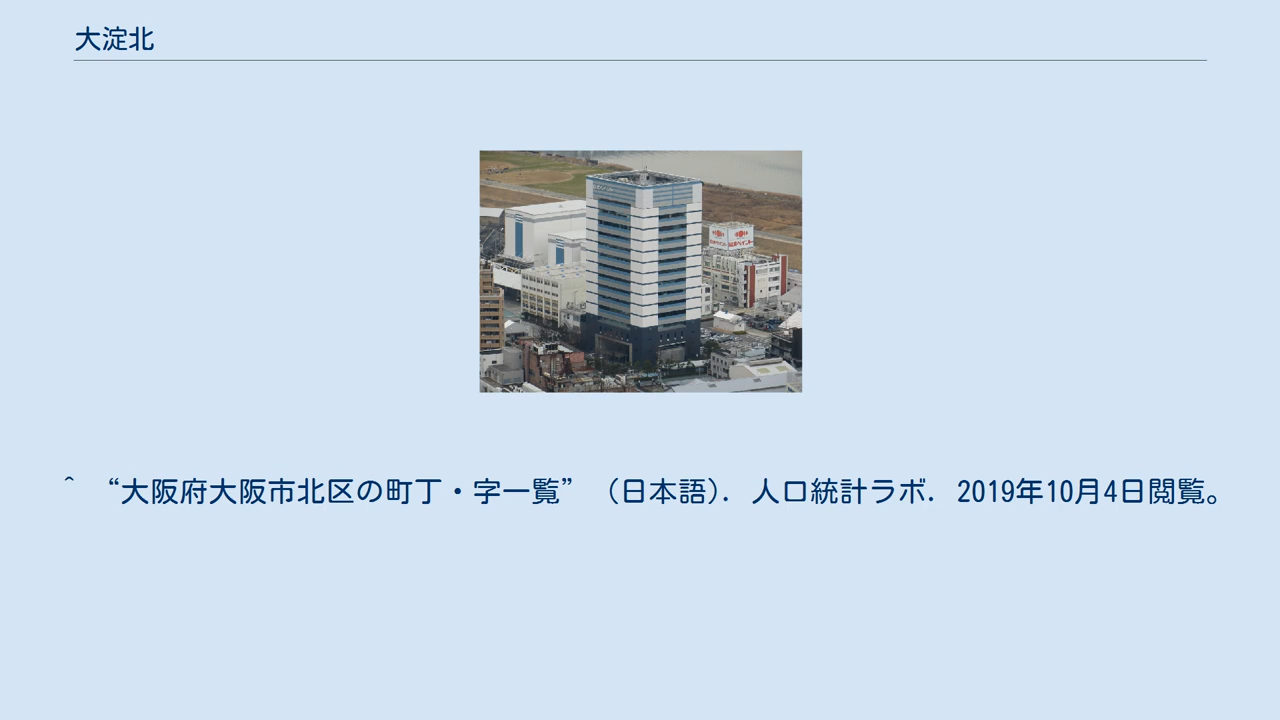 大淀北
^ “大阪府大阪市北区の町丁・字一覧” (日本語). 人口統計ラボ. 2019年10月4日閲覧。